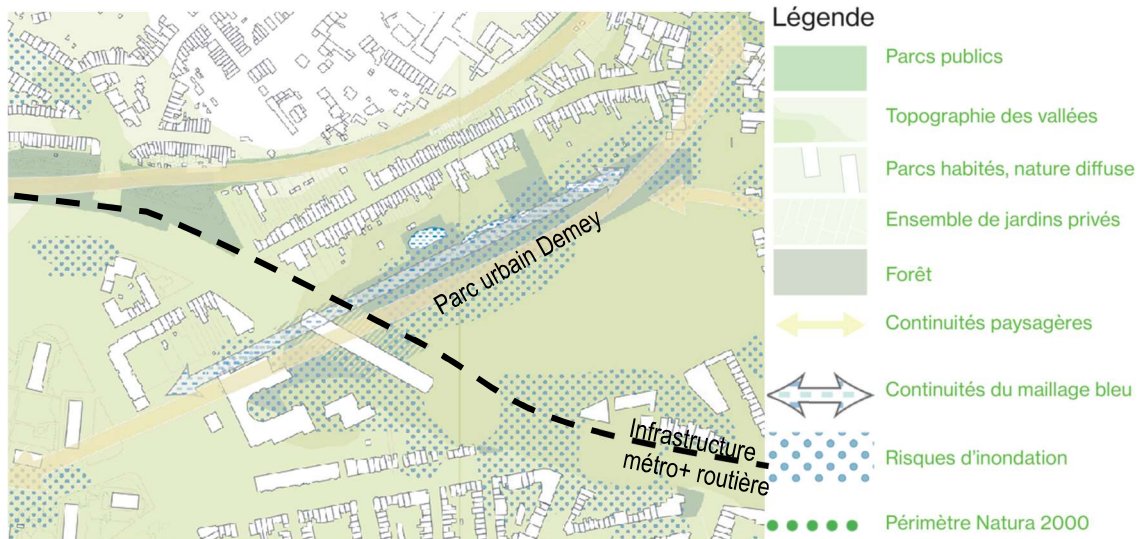 Légende
Parcs publics
Topographie des vallées
Parcs habités, nature diffuse
Ensemble de jardins privés
Forêt
Continuités paysagères
Continuités du maillage bleu
Risques d'inondation
Périmètre Natura 2000
Parc urbain Demey
Infrastructure
métro+ routière